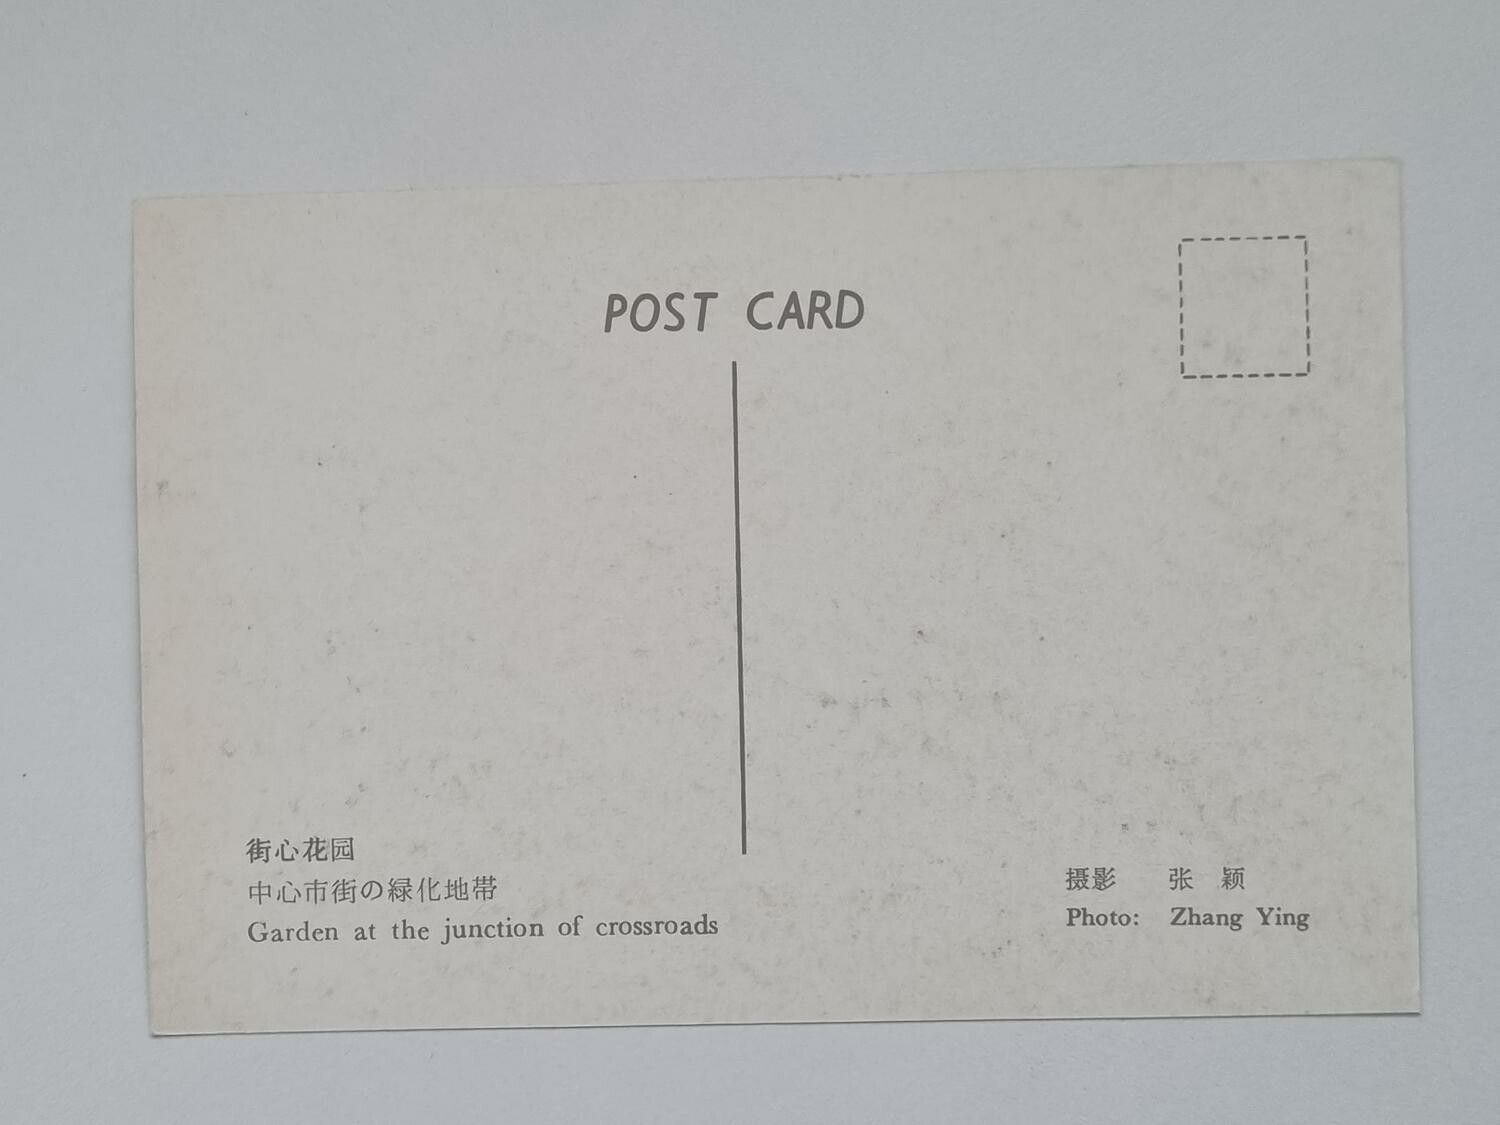 POST CARD
街心花园
中心市街の緑化地帯
Garden at the junction of crossroads
摄影 张 颖
Photo: Zhang Ying